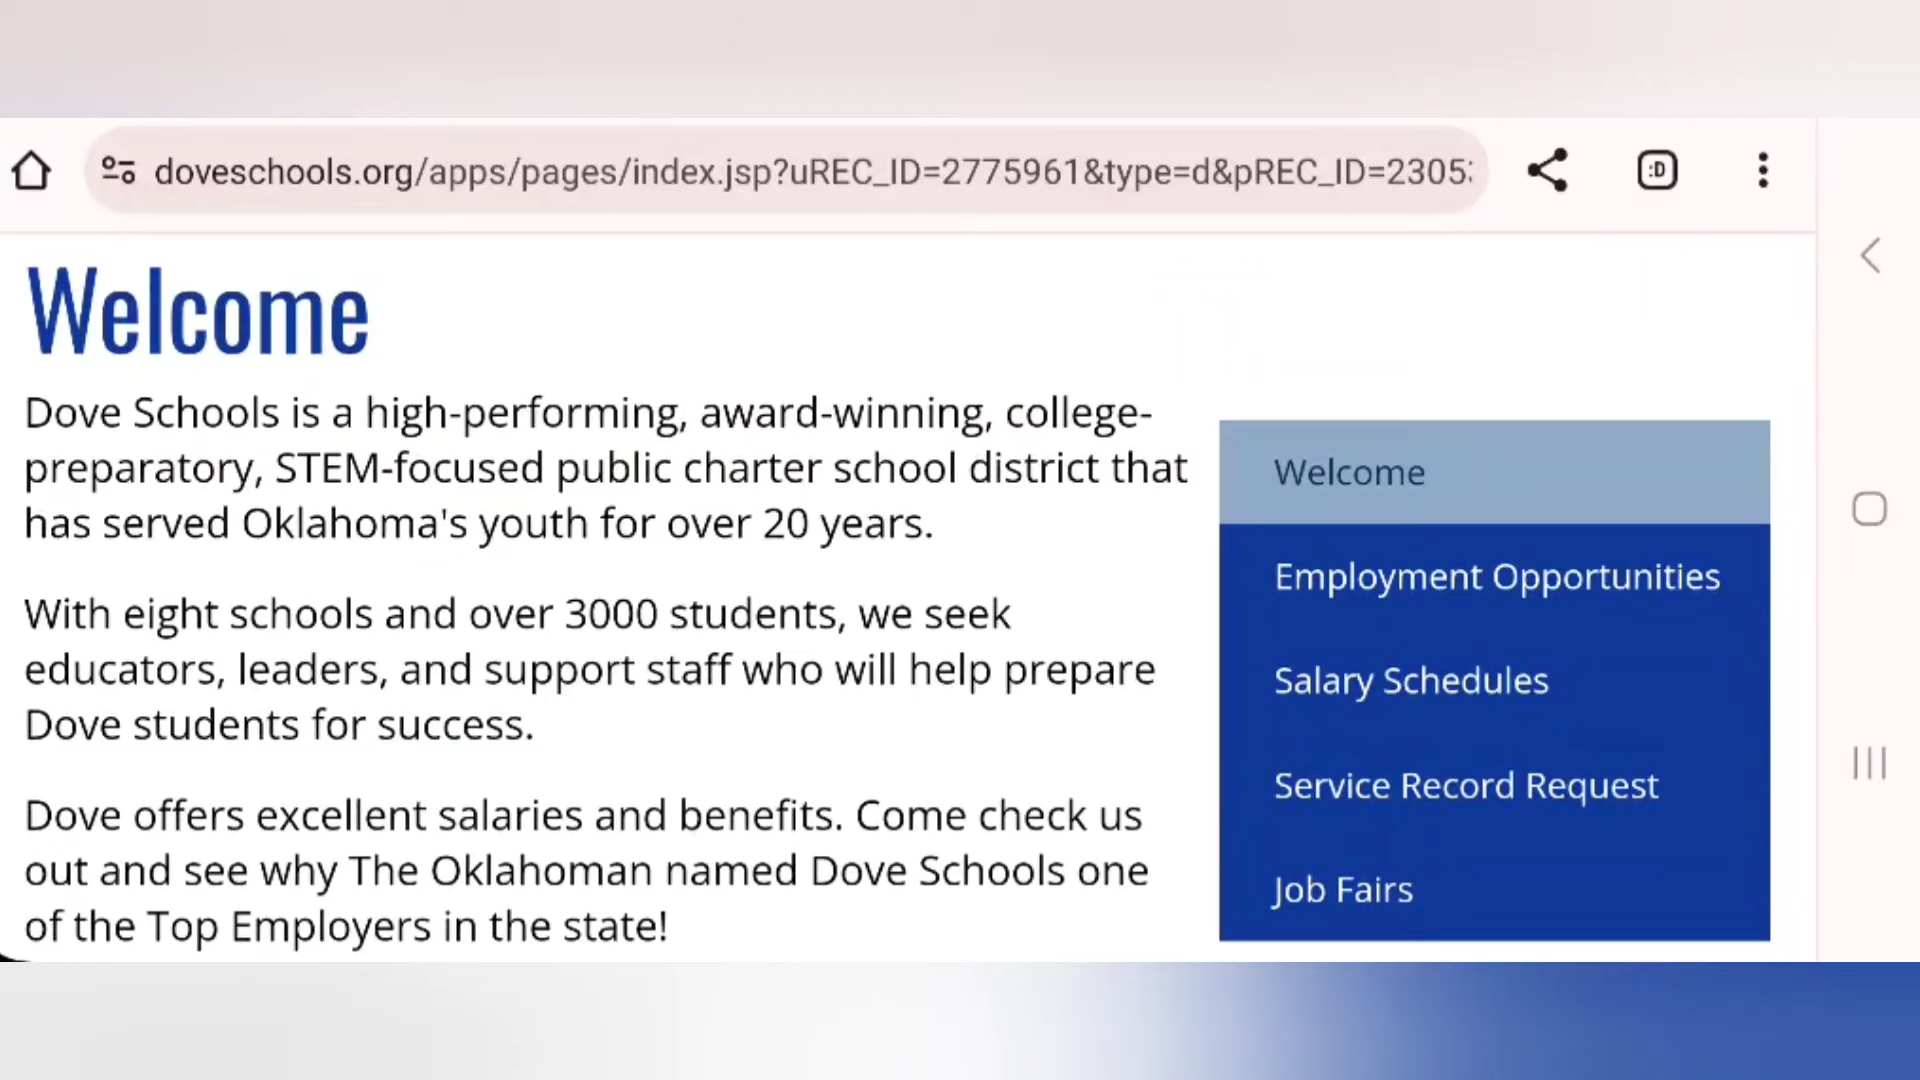 doveschools.org/apps/pages/index.jsp?uREC_ID=2775961&type=d&pREC_ID=2305
:D
Welcome
Dove Schools is a high-performing, award-winning, college-
preparatory, STEM-focused public charter school district that
has served Oklahoma's youth for over 20 years.
With eight schools and over 3000 students, we seek
educators, leaders, and support staff who will help prepare
Dove students for success.
Dove offers excellent salaries and benefits. Come check us
out and see why The Oklahoman named Dove Schools one
of the Top Employers in the state!
Welcome
Employment Opportunities
Salary Schedules
Service Record Request
Job Fairs